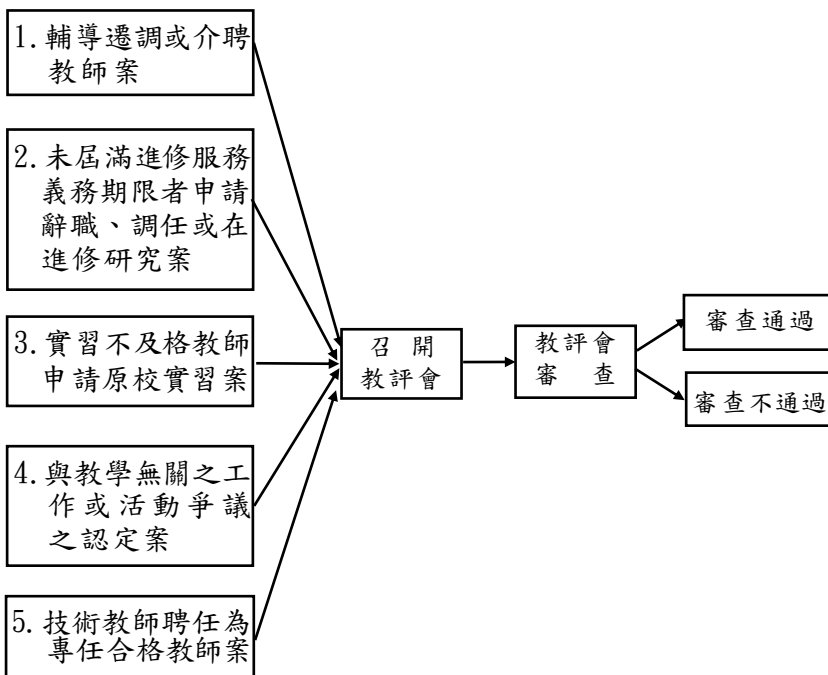 1. 輔導遷調或介聘
教師案
2. 未屆滿進修服務
義務期限者申請
辭職、調任或在
進修研究案
3. 實習不及格教師
申請原校實習案
4. 與教學無關之工
作或活動爭議
之認定案
5. 技術教師聘任為
專任合格教師案
召開
教評會
教評會
審查
審查通過
審查不通過